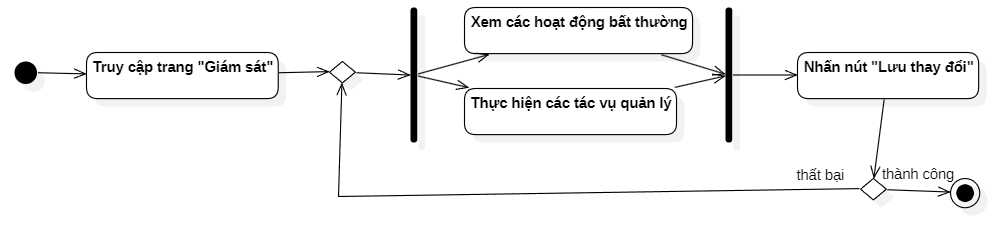 Xem các hoạt động bất thường
Truy cập trang "Giám sát"
Nhấn nút "Lưu thay đổi"
Thực hiện các tác vụ quản lý
thất bại
thành công